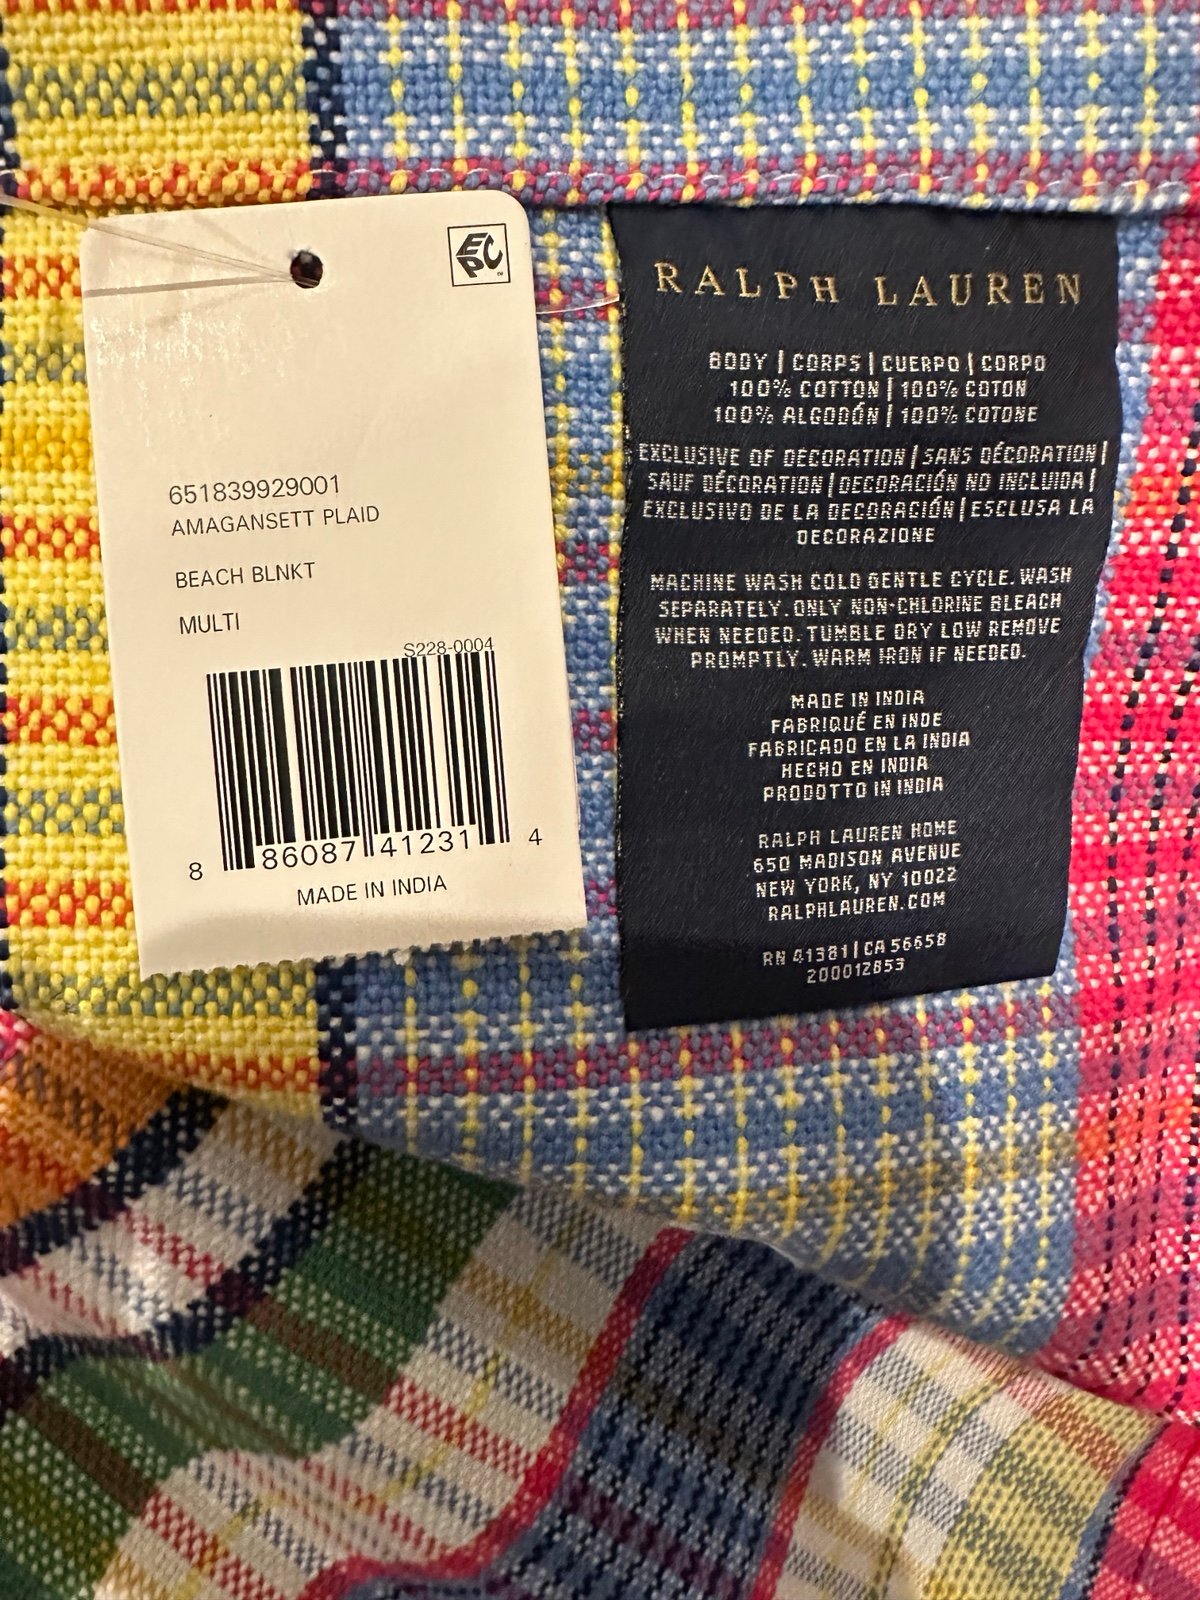 EPC
651839929001
AMAGANSETT PLAID
BEACH BLNKT
MULTI
S228-0004
8 86087 41231 4
MADE IN INDIA
RALPH LAUREN
BODY | CORPS | CUERPO | CORPO
100% COTTON | 100% COTON
100% ALGODÓN | 100% COTONE
EXCLUSIVE OF DECORATION | SANS DÉCORATION |
SAUF DÉCORATION | DECORACIÓN NO INCLUIDA |
EXCLUSIVO DE LA DECORACIÓN | ESCLUSA LA
DECORAZIONE
MACHINE WASH COLD GENTLE CYCLE. WASH
SEPARATELY. ONLY NON-CHLORINE BLEACH
WHEN NEEDED. TUMBLE DRY LOW REMOVE
PROMPTLY. WARM IRON IF NEEDED.
MADE IN INDIA
FABRIQUÉ EN INDE
FABRICADO EN LA INDIA
HECHO EN INDIA
PRODOTTO IN INDIA
RALPH LAUREN HOME
650 MADISON AVENUE
NEW YORK, NY 10022
RALPHLAUREN.COM
RN 41381 | CA 56658
200012853